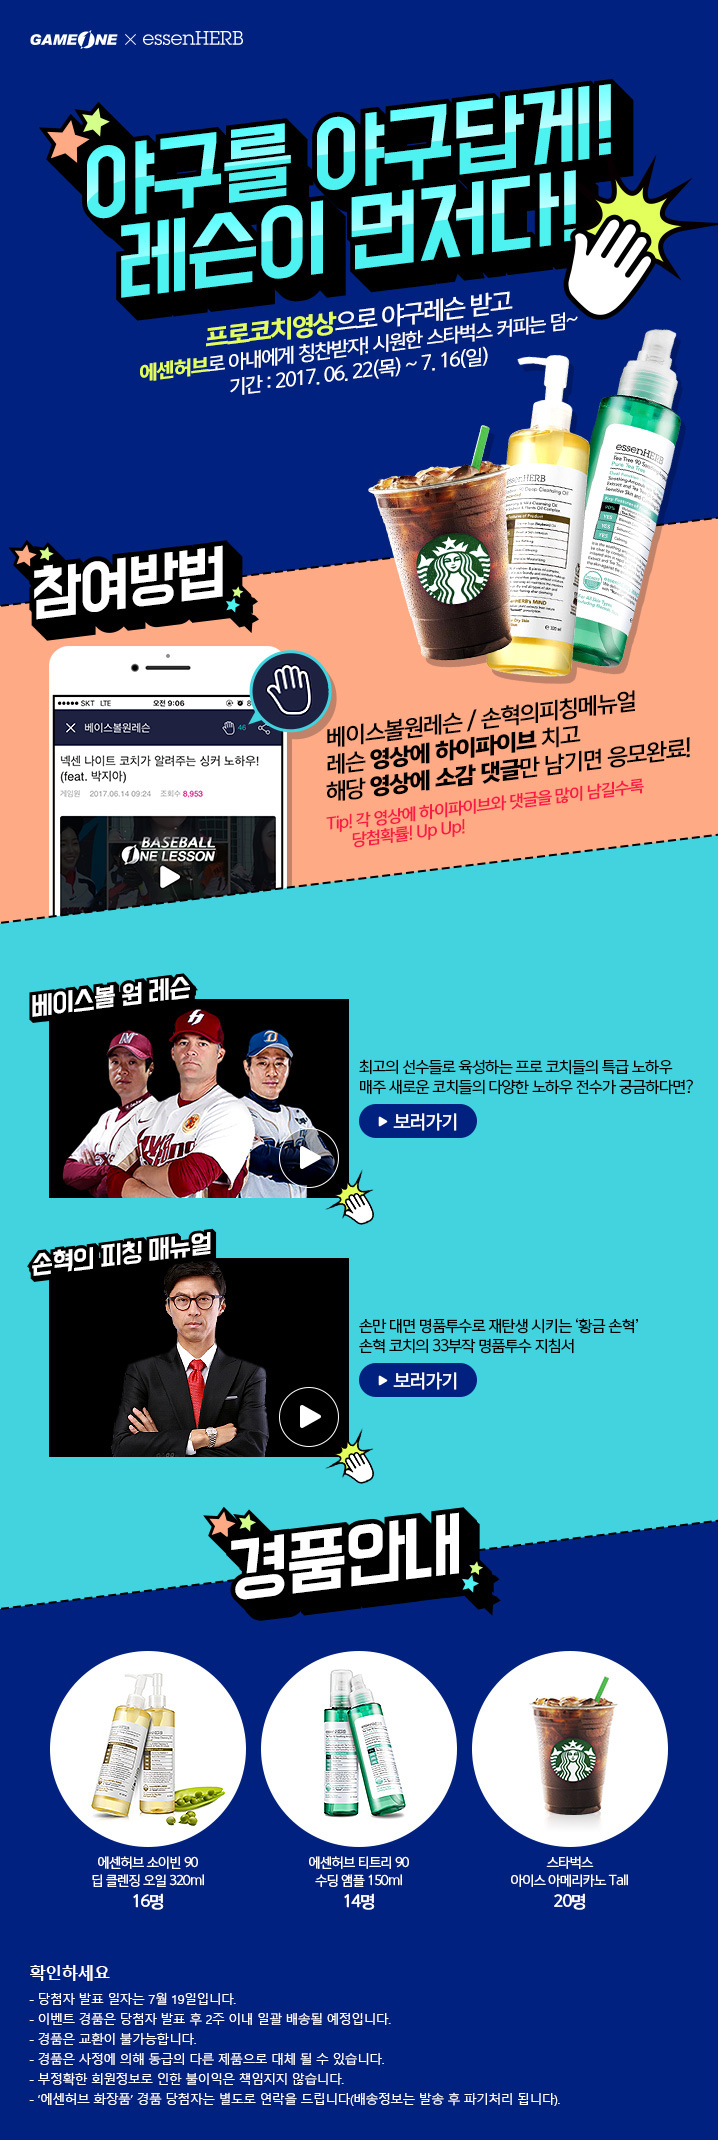 GAMEONE × essenHERB
야구를 야구답게!
레슨이 먼저다!
프로코치영상으로 야구레슨 받고
에센허브로 아내에게 칭찬받자! 시원한 스타벅스 커피는 덤~
기간 : 2017. 06. 22(목) ~ 7. 16(일)
essenHERB
Tee Tree 90
Pure Tea Tree
essenHERB
Deep Cleansing Oil
참여방법
SKT LTE 오전 9:06
베이스볼원레슨 46
넥센 나이트 코치가 알려주는 싱커 노하우!
(feat. 박지아)
게임원 2017.06.14 09:24 조회수 8,953
BASEBALL
ONE LESSON
베이스볼원레슨 / 손혁의피칭메뉴얼
레슨 영상에 하이파이브 치고
해당 영상에 소감 댓글만 남기면 응모완료!
Tip! 각 영상에 하이파이브와 댓글을 많이 남길수록
당첨확률! Up Up!
베이스볼 원 레슨
최고의 선수들로 육성하는 프로 코치들의 특급 노하우
매주 새로운 코치들의 다양한 노하우 전수가 궁금하다면?
보러가기
손혁의 피칭 매뉴얼
손만 대면 명품투수로 재탄생 시키는 ‘황금 손혁’
손혁 코치의 33부작 명품투수 지침서
보러가기
경품안내
에센허브 소이빈 90
딥 클렌징 오일 320ml
16명
에센허브 티트리 90
수딩 앰플 150ml
14명
스타벅스
아이스 아메리카노 Tall
20명
확인하세요
- 당첨자 발표 일자는 7월 19일입니다.
- 이벤트 경품은 당첨자 발표 후 2주 이내 일괄 배송될 예정입니다.
- 경품은 교환이 불가능합니다.
- 경품은 사정에 의해 동급의 다른 제품으로 대체 될 수 있습니다.
- 부정확한 회원정보로 인한 불이익은 책임지지 않습니다.
- ‘에센허브 화장품’ 경품 당첨자는 별도로 연락을 드립니다(배송정보는 발송 후 파기처리 됩니다).